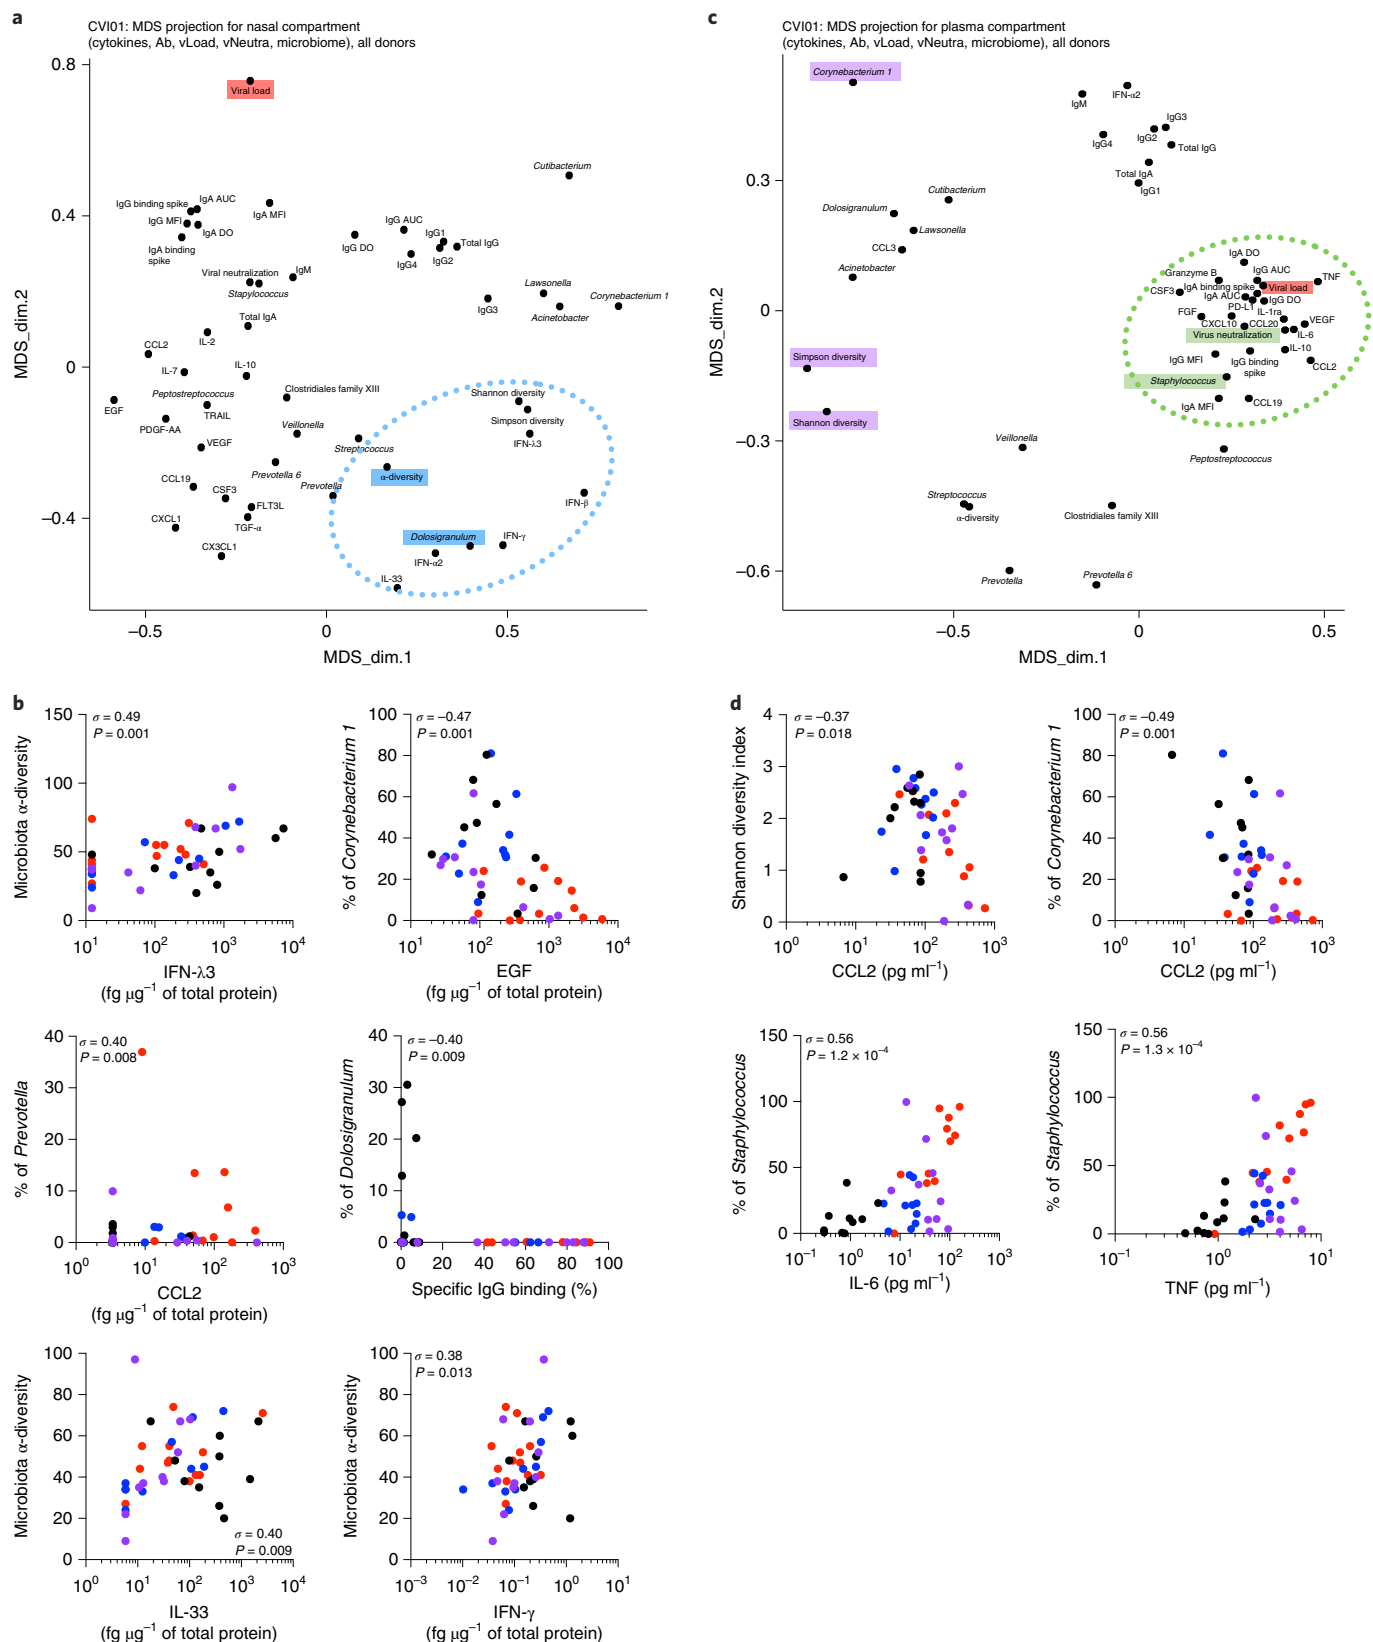 a
CVI01: MDS projection for nasal compartment
(cytokines, Ab, vLoad, vNeutra, microbiome), all donors
MDS_dim.2
0.8
0.4
0
−0.4
Viral load
Cutibacterium
IgG binding spike
IgA AUC
IgG MFI
IgA DO
IgA MFI
IgA binding
spike
IgG DO
IgG AUC
IgG1
Total IgG
IgG4
IgG2
Viral neutralization
IgM
Stapylococcus
Lawsonella
Corynebacterium 1
IgG3
Acinetobacter
Total IgA
IL-2
CCL2
IL-7
IL-10
Clostridiales family XIII
Shannon diversity
Peptostreptococcus
EGF
TRAIL
Simpson diversity
PDGF-AA
Veillonella
IFN-λ3
VEGF
Streptococcus
Prevotella 6
α-diversity
CCL19
CSF3
Prevotella
IFN-β
FLT3L
CXCL1
TGF-α
Dolosigranulum
IFN-γ
CX3CL1
IFN-α2
IL-33
−0.5
0
0.5
MDS_dim.1
c
CVI01: MDS projection for plasma compartment
(cytokines, Ab, vLoad, vNeutra, microbiome), all donors
MDS_dim.2
0.3
0
−0.3
−0.6
Corynebacterium 1
IgM
IFN-α2
IgG3
IgG2
IgG4
Total IgG
Total IgA
IgG1
Cutibacterium
Dolosigranulum
Lawsonella
CCL3
Acinetobacter
IgA DO
Granzyme B
IgG AUC
TNF
CSF3
IgA binding spike
Viral load
IgA AUC
IgG DO
FGF
PD-L1
IL-1ra
CXCL10
CCL20
VEGF
Virus neutralization
IL-6
IgG MFI
IgG binding
spike
IL-10
CCL2
Staphylococcus
IgA MFI
CCL19
Simpson diversity
Shannon diversity
Veillonella
Peptostreptococcus
Streptococcus
α-diversity
Clostridiales family XIII
Prevotella
Prevotella 6
−0.5
0
0.5
MDS_dim.1
b
Microbiota α-diversity
150
100
50
0
σ = 0.49
P = 0.001
101
102
103
104
IFN-λ3
(fg μg−1 of total protein)
% of Corynebacterium 1
100
80
60
40
20
0
σ = −0.47
P = 0.001
101
102
103
104
EGF
(fg μg−1 of total protein)
% of Prevotella
40
30
20
10
0
σ = 0.40
P = 0.008
100
101
102
103
CCL2
(fg μg−1 of total protein)
% of Dolosigranulum
40
30
20
10
0
σ = −0.40
P = 0.009
0
20
40
60
80
100
Specific IgG binding (%)
Microbiota α-diversity
100
80
60
40
20
0
σ = 0.40
P = 0.009
100
101
102
103
104
IL-33
(fg μg−1 of total protein)
Microbiota α-diversity
100
80
60
40
20
0
σ = 0.38
P = 0.013
10−3
10−2
10−1
100
101
IFN-γ
(fg μg−1 of total protein)
d
Shannon diversity index
4
3
2
1
0
σ = −0.37
P = 0.018
100
101
102
103
CCL2 (pg ml−1)
% of Corynebacterium 1
100
80
60
40
20
0
σ = −0.49
P = 0.001
100
101
102
103
CCL2 (pg ml−1)
% of Staphylococcus
150
100
50
0
σ = 0.56
P = 1.2 × 10−4
10−1
100
101
102
103
IL-6 (pg ml−1)
% of Staphylococcus
150
100
50
0
σ = 0.56
P = 1.3 × 10−4
10−1
100
101
TNF (pg ml−1)